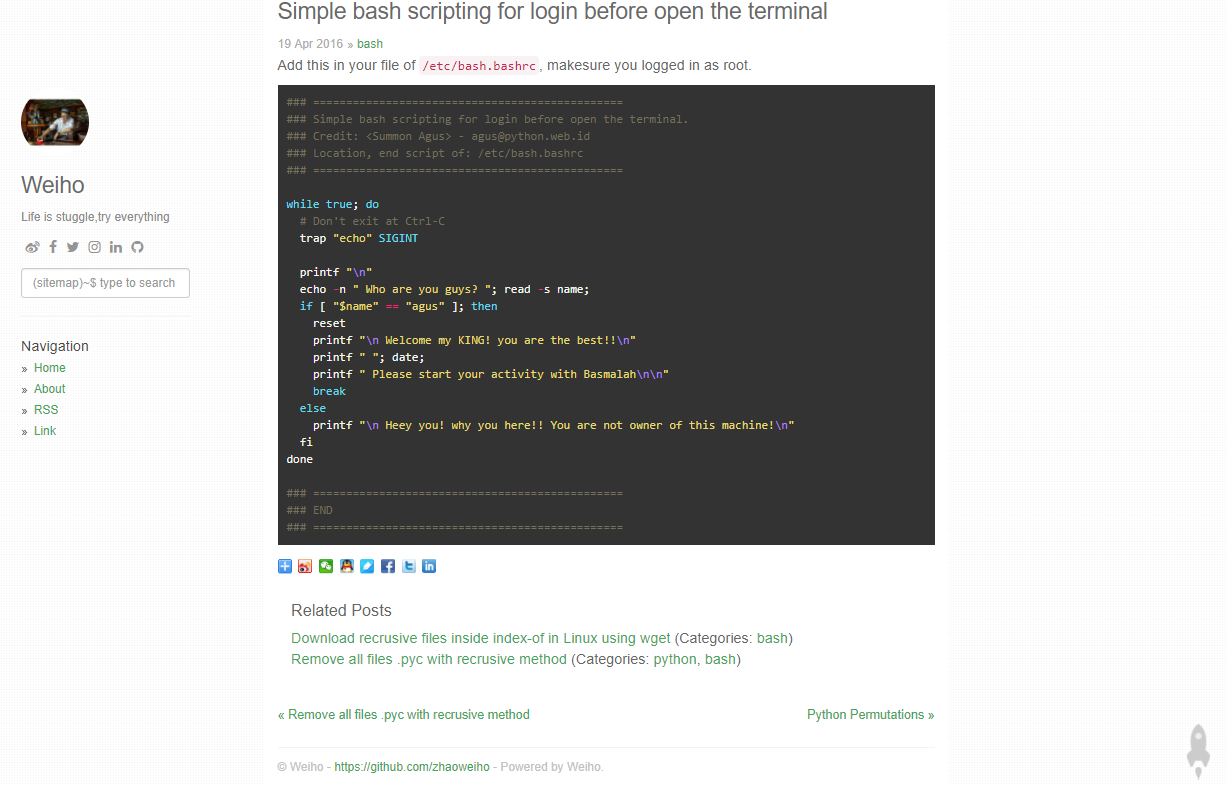 Simple bash scripting for login before open the terminal
19 Apr 2016 » bash
Add this in your file of /etc/bash.bashrc, makesure you logged in as root.
### ===============================================
### Simple bash scripting for login before open the terminal.
### Credit: <Summon Agus> - agus@python.web.id
### Location, end script of: /etc/bash.bashrc
### ===============================================
while true; do
  # Don't exit at Ctrl-C
  trap "echo" SIGINT
  printf "\n"
  echo -n " Who are you guys? "; read -s name;
  if [ "$name" == "agus" ]; then
    reset
    printf "\n Welcome my KING! you are the best!!\n"
    printf " "; date;
    printf " Please start your activity with Basmalah\n\n"
    break
  else
    printf "\n Heey you! why you here!! You are not owner of this machine!\n"
  fi
done
### ===============================================
### END
### ===============================================
Weiho
Life is stuggle,try everything
(sitemap)~$ type to search
Navigation
» Home
» About
» RSS
» Link
Related Posts
Download recrusive files inside index-of in Linux using wget (Categories: bash)
Remove all files .pyc with recrusive method (Categories: python, bash)
« Remove all files .pyc with recrusive method
Python Permutations »
© Weiho - https://github.com/zhaoweiho - Powered by Weiho.